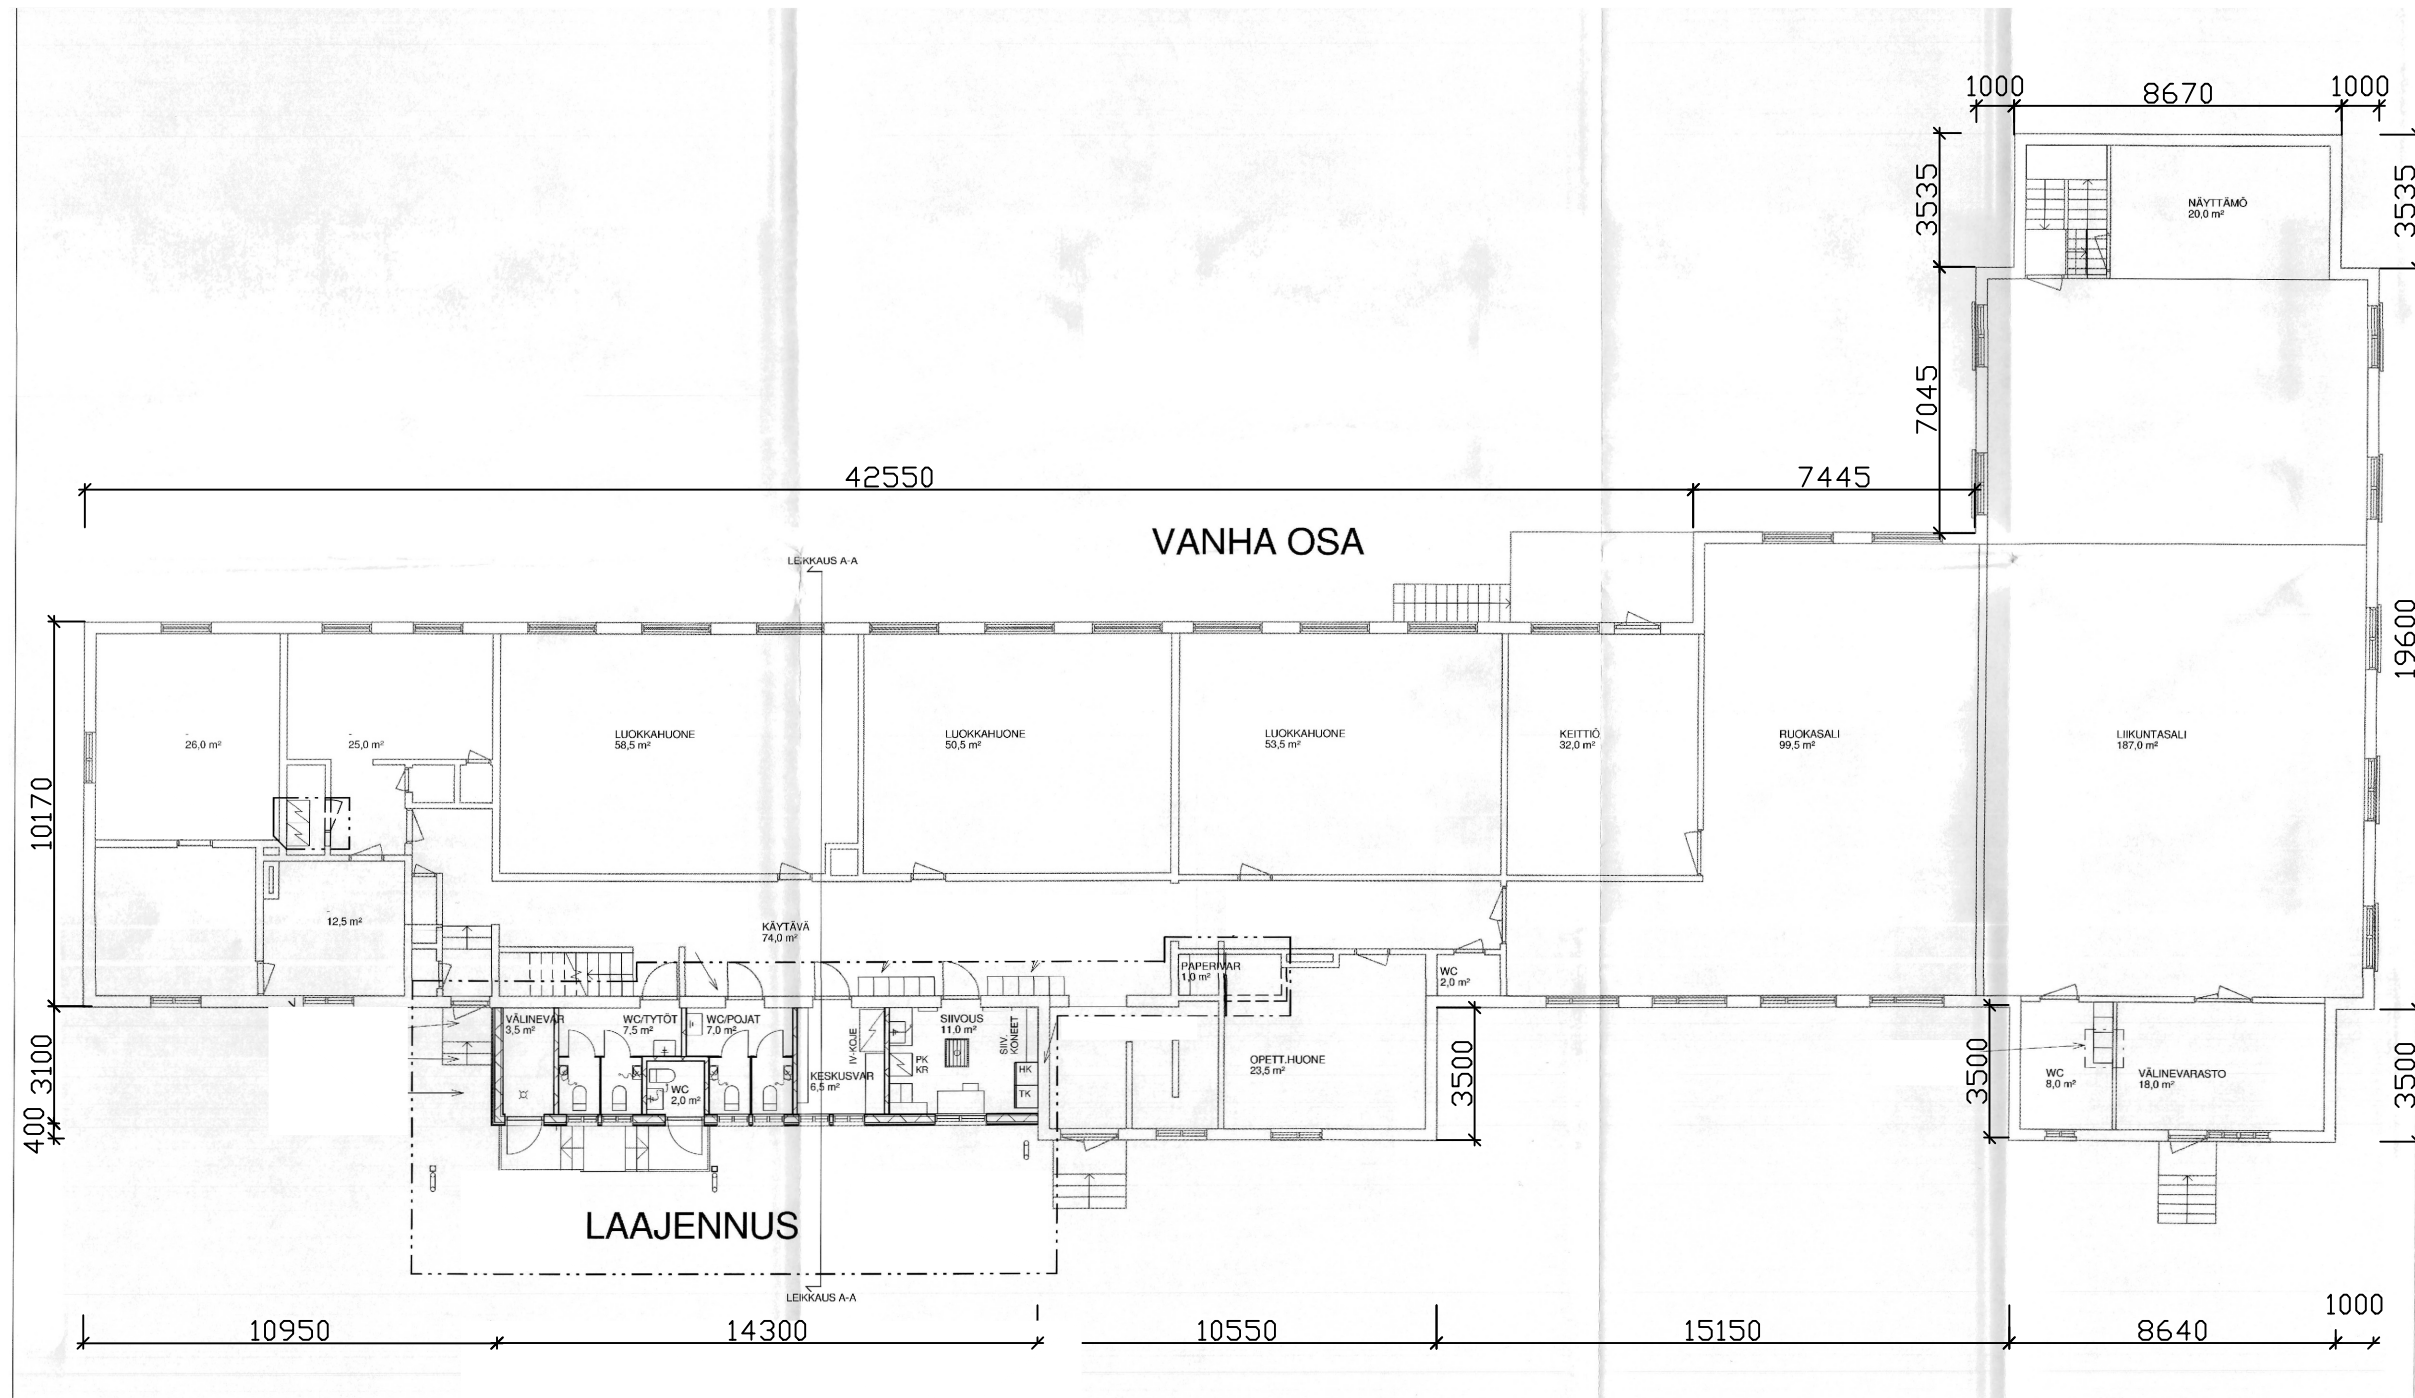 1000
8670
1000
3535
3535
NÄYTTÄMÖ
20,0 m²
7045
42550
7445
VANHA OSA
LEIKKAUS A-A
19600
10170
-
26,0 m²
-
25,0 m²
LUOKKAHUONE
58,5 m²
LUOKKAHUONE
50,5 m²
LUOKKAHUONE
53,5 m²
KEITTIÖ
32,0 m²
RUOKASALI
99,5 m²
LIIKUNTASALI
187,0 m²
-
12,5 m²
KÄYTÄVÄ
74,0 m²
PAPERIVAR
1,0 m²
WC
2,0 m²
VÄLINEVAR
3,5 m²
WC/TYTÖT
7,5 m²
WC/POJAT
7,0 m²
IV-KOJE
SIIVOUS
11,0 m²
SIIV.
KONEET
PK
KR
HK
TK
KESKUSVAR
6,5 m²
WC
2,0 m²
OPETT.HUONE
23,5 m²
WC
8,0 m²
VÄLINEVARASTO
18,0 m²
3100
400
3500
3500
3500
LAAJENNUS
LEIKKAUS A-A
10950
14300
10550
15150
8640
1000